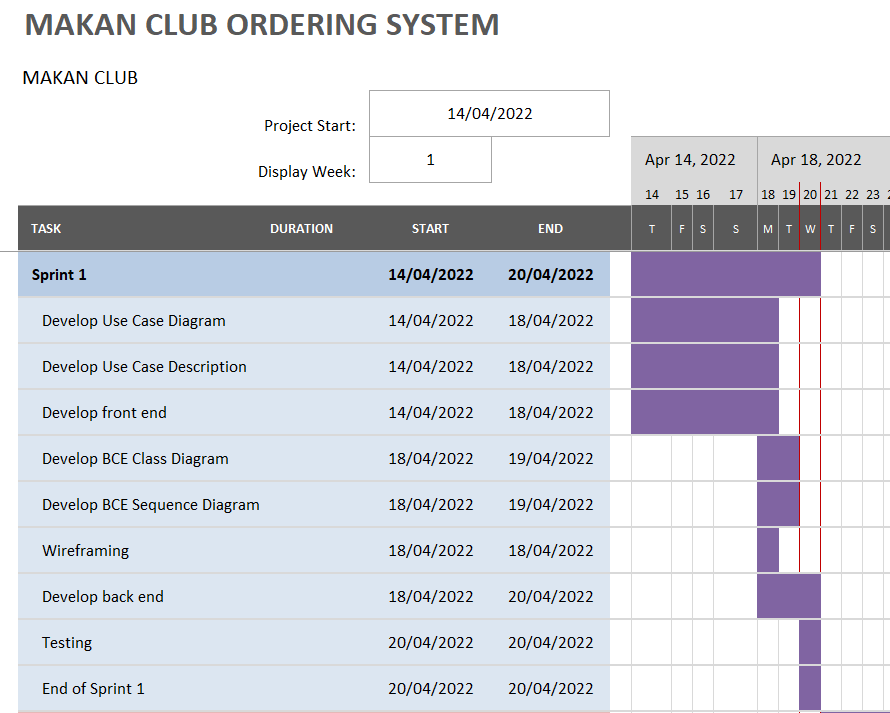 MAKAN CLUB ORDERING SYSTEM
MAKAN CLUB
Project Start: 14/04/2022
Display Week: 1
Apr 14, 2022 Apr 18, 2022
14 15 16 17 18 19 20 21 22 23
TASK DURATION START END T F S S M T W T F S
Sprint 1 14/04/2022 20/04/2022
Develop Use Case Diagram 14/04/2022 18/04/2022
Develop Use Case Description 14/04/2022 18/04/2022
Develop front end 14/04/2022 18/04/2022
Develop BCE Class Diagram 18/04/2022 19/04/2022
Develop BCE Sequence Diagram 18/04/2022 19/04/2022
Wireframing 18/04/2022 18/04/2022
Develop back end 18/04/2022 20/04/2022
Testing 20/04/2022 20/04/2022
End of Sprint 1 20/04/2022 20/04/2022